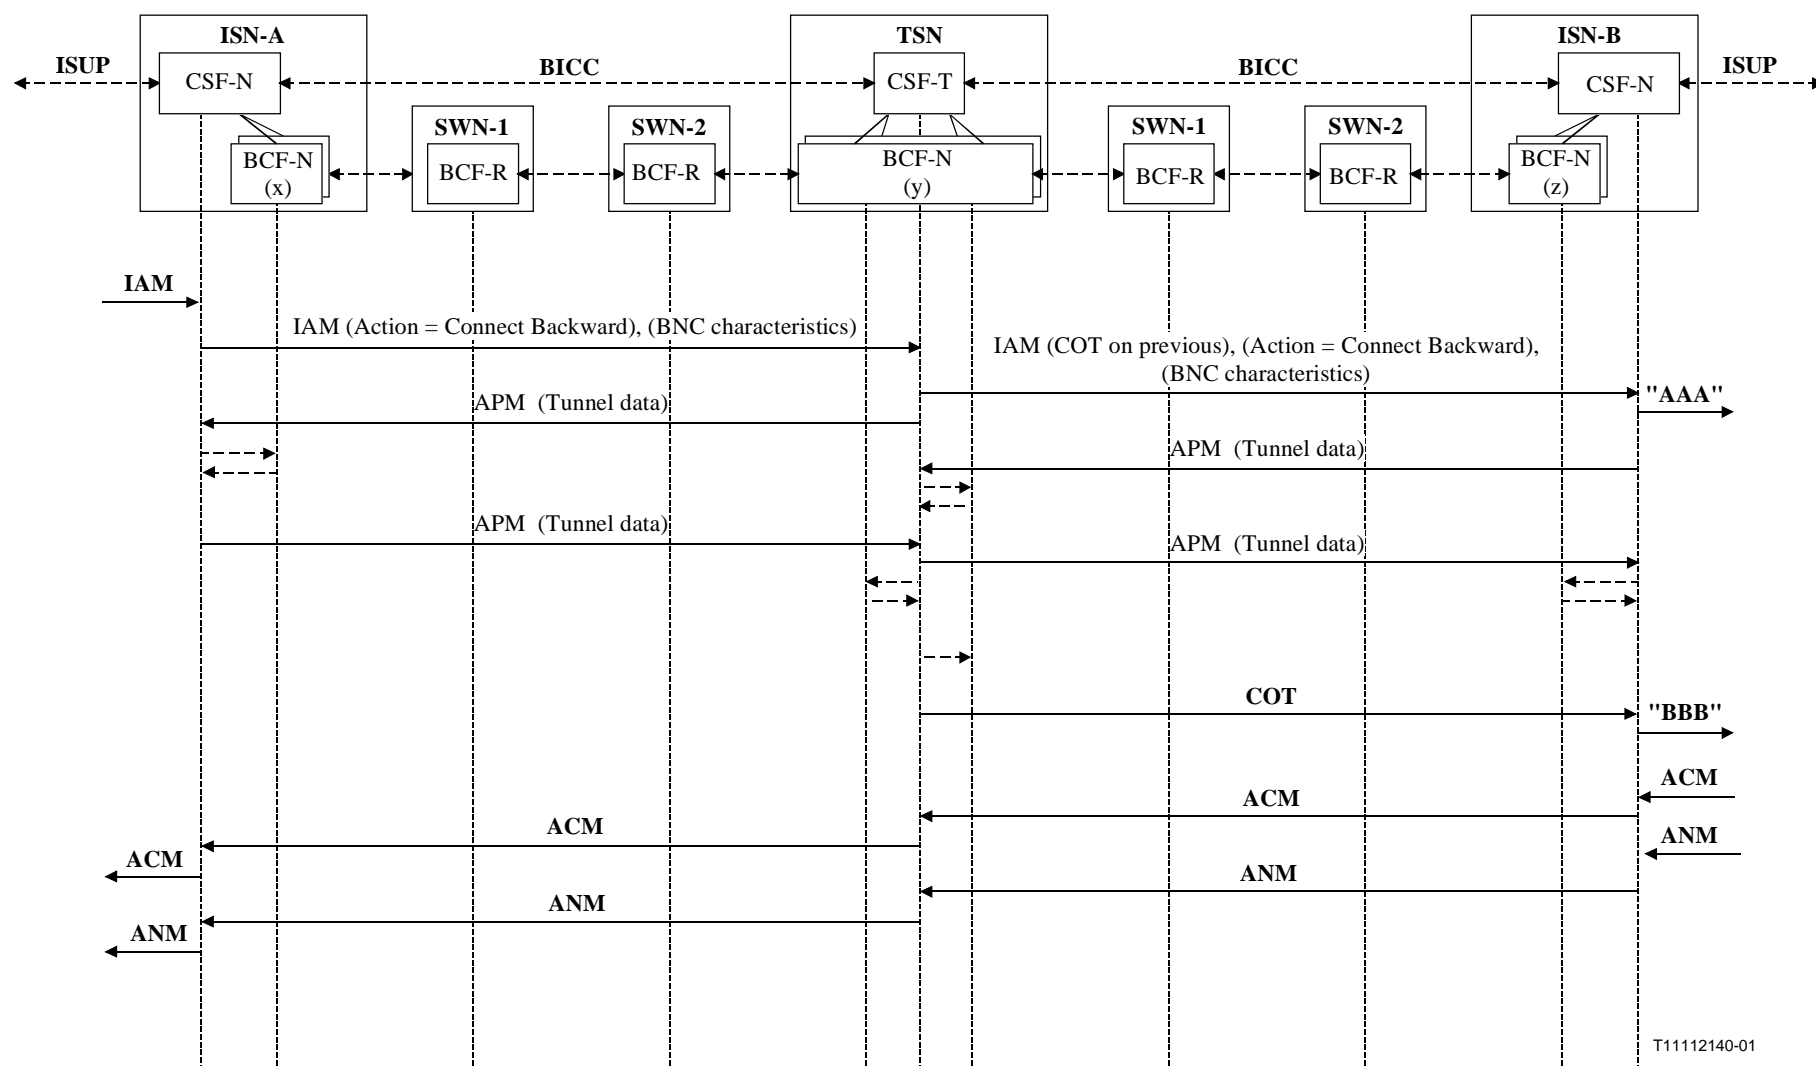 ISN-A
TSN
ISN-B
ISUP
CSF-N
BICC
CSF-T
BICC
CSF-N
ISUP
SWN-1
SWN-2
SWN-1
SWN-2
BCF-N
(x)
BCF-R
BCF-R
BCF-N
(y)
BCF-R
BCF-R
BCF-N
(z)
IAM
IAM (Action = Connect Backward), (BNC characteristics)
IAM (COT on previous), (Action = Connect Backward),
(BNC characteristics)
"AAA"
APM (Tunnel data)
APM (Tunnel data)
APM (Tunnel data)
APM (Tunnel data)
COT
"BBB"
ACM
ACM
ACM
ACM
ANM
ANM
ANM
ANM
T11112140-01